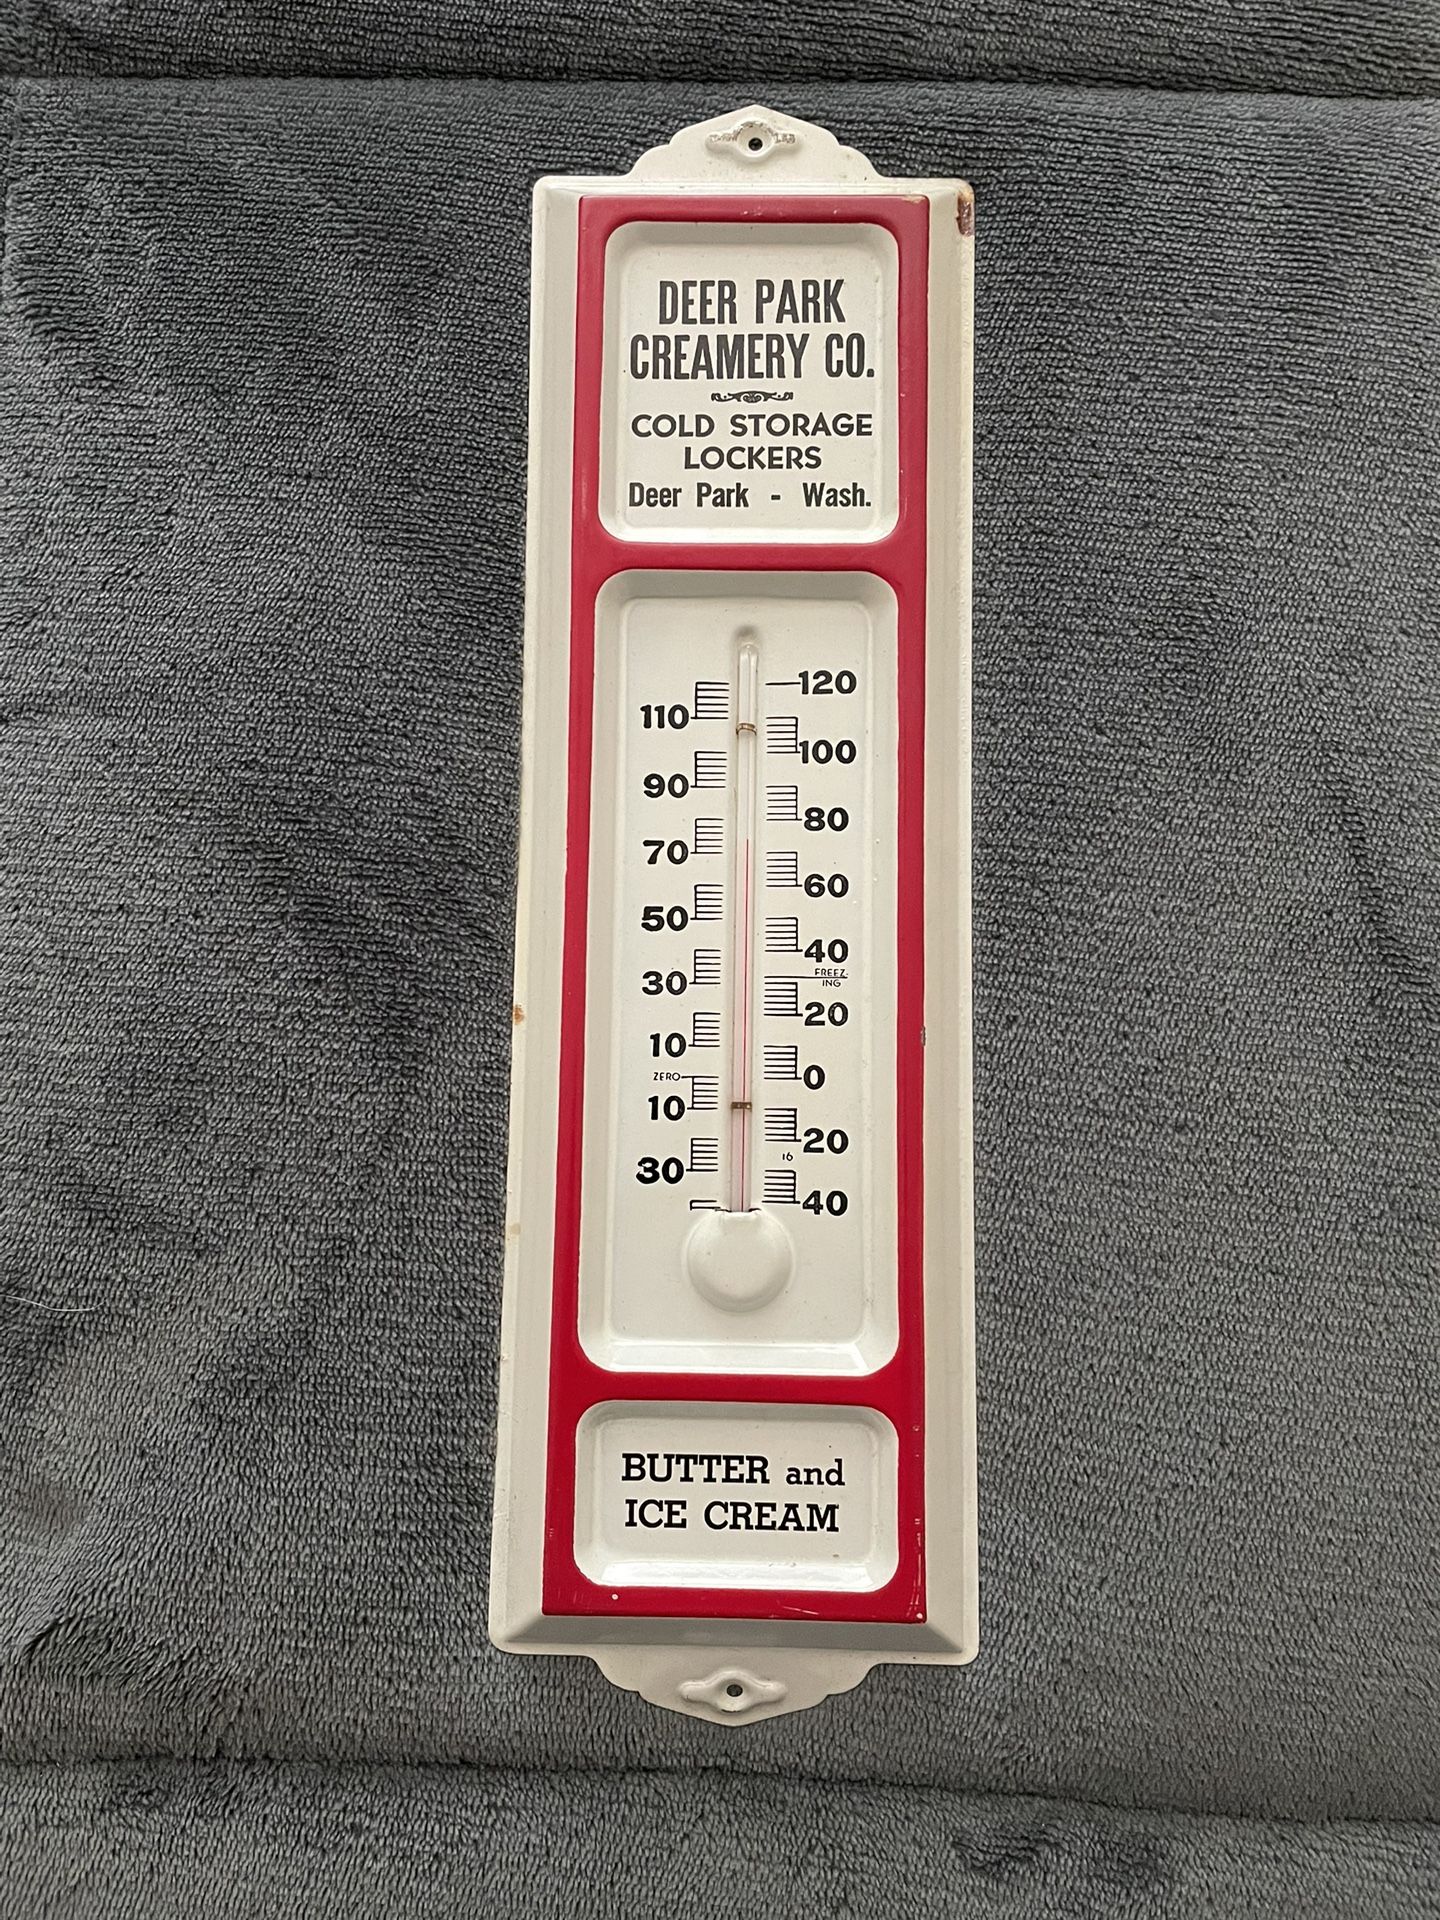 DEER PARK
CREAMERY CO.
COLD STORAGE
LOCKERS
Deer Park - Wash.
120
110
100
90
80
70
60
50
40
FREEZ-
ING
30
20
10
ZERO
0
10
20
16
30
40
BUTTER and
ICE CREAM